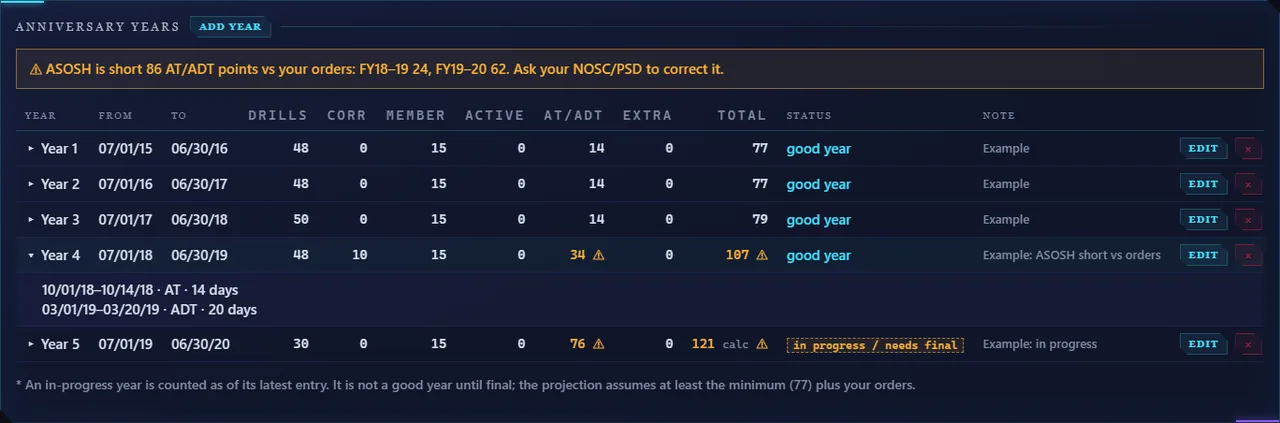 ANNIVERSARY YEARS ADD YEAR
⚠ ASOSH is short 86 AT/ADT points vs your orders: FY18–19 24, FY19–20 62. Ask your NOSC/PSD to correct it.
YEAR FROM TO DRILLS CORR MEMBER ACTIVE AT/ADT EXTRA TOTAL STATUS NOTE
▸ Year 1 07/01/15 06/30/16 48 0 15 0 14 0 77 good year Example EDIT ×
▸ Year 2 07/01/16 06/30/17 48 0 15 0 14 0 77 good year Example EDIT ×
▸ Year 3 07/01/17 06/30/18 50 0 15 0 14 0 79 good year Example EDIT ×
▾ Year 4 07/01/18 06/30/19 48 10 15 0 34 ⚠ 0 107 ⚠ good year Example: ASOSH short vs orders EDIT ×
10/01/18–10/14/18 · AT · 14 days
03/01/19–03/20/19 · ADT · 20 days
▸ Year 5 07/01/19 06/30/20 30 0 15 0 76 ⚠ 0 121 calc ⚠ in progress / needs final Example: in progress EDIT ×
* An in-progress year is counted as of its latest entry. It is not a good year until final; the projection assumes at least the minimum (77) plus your orders.